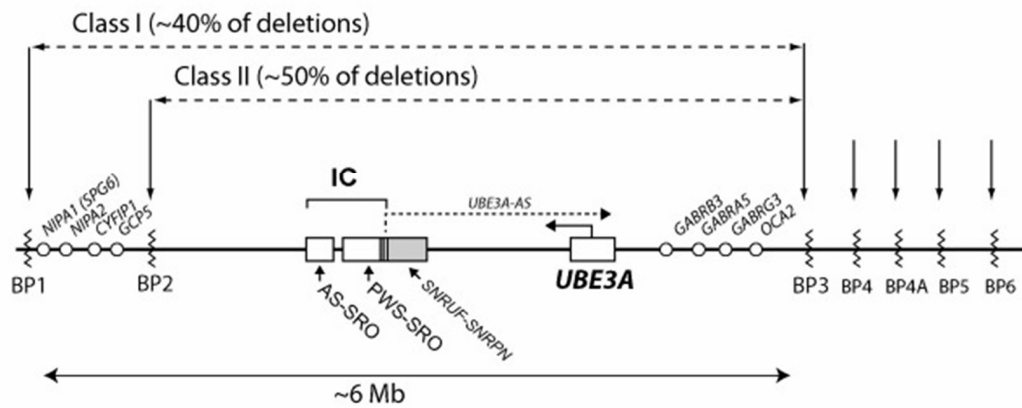 Class I (~40% of deletions)
Class II (~50% of deletions)
IC
UBE3A-AS
NIPA1 (SPG6)
NIPA2
CYFIP1
GCP5
GABRB3
GABRA5
GABRG3
OCA2
BP1
BP2
UBE3A
BP3
BP4
BP4A
BP5
BP6
AS-SRO
PWS-SRO
SNRUF-SNRPN
~6 Mb